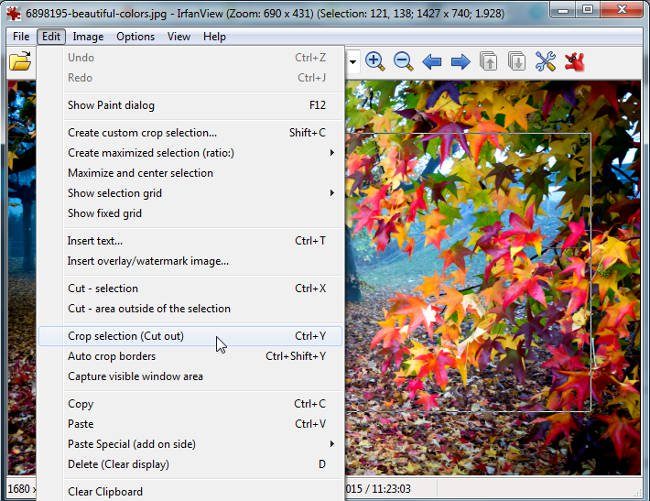 6898195-beautiful-colors.jpg - IrfanView (Zoom: 690 x 431) (Selection: 121, 138; 1427 x 740; 1.928)
File Edit Image Options View Help
Undo Ctrl+Z
Redo Ctrl+J
Show Paint dialog F12
Create custom crop selection... Shift+C
Create maximized selection (ratio:)
Maximize and center selection
Show selection grid
Show fixed grid
Insert text... Ctrl+T
Insert overlay/watermark image...
Cut - selection Ctrl+X
Cut - area outside of the selection
Crop selection (Cut out) Ctrl+Y
Auto crop borders Ctrl+Shift+Y
Capture visible window area
Copy Ctrl+C
Paste Ctrl+V
Paste Special (add on side)
Delete (Clear display) D
1680 x 015 / 11:23:03
Clear Clipboard